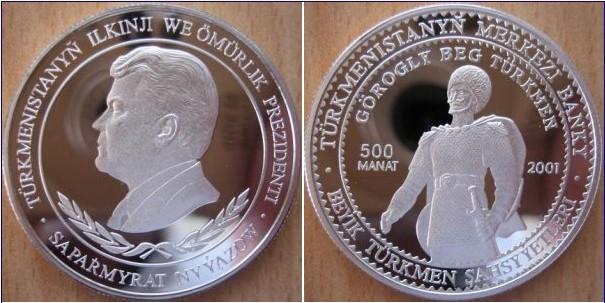 TÜRKMENISTANYŇ ILKINJI WE ÖMÜRLIK PREZIDENTI
· SAPARMYRAT NYÝAZOW ·
· TÜRKMENISTANYŇ MERKEZI BANKY ·
GÖROGLY BEG TÜRKMEN
500
MANAT
2001
BEÝIK TÜRKMEN ŞAHSYÝETLERI